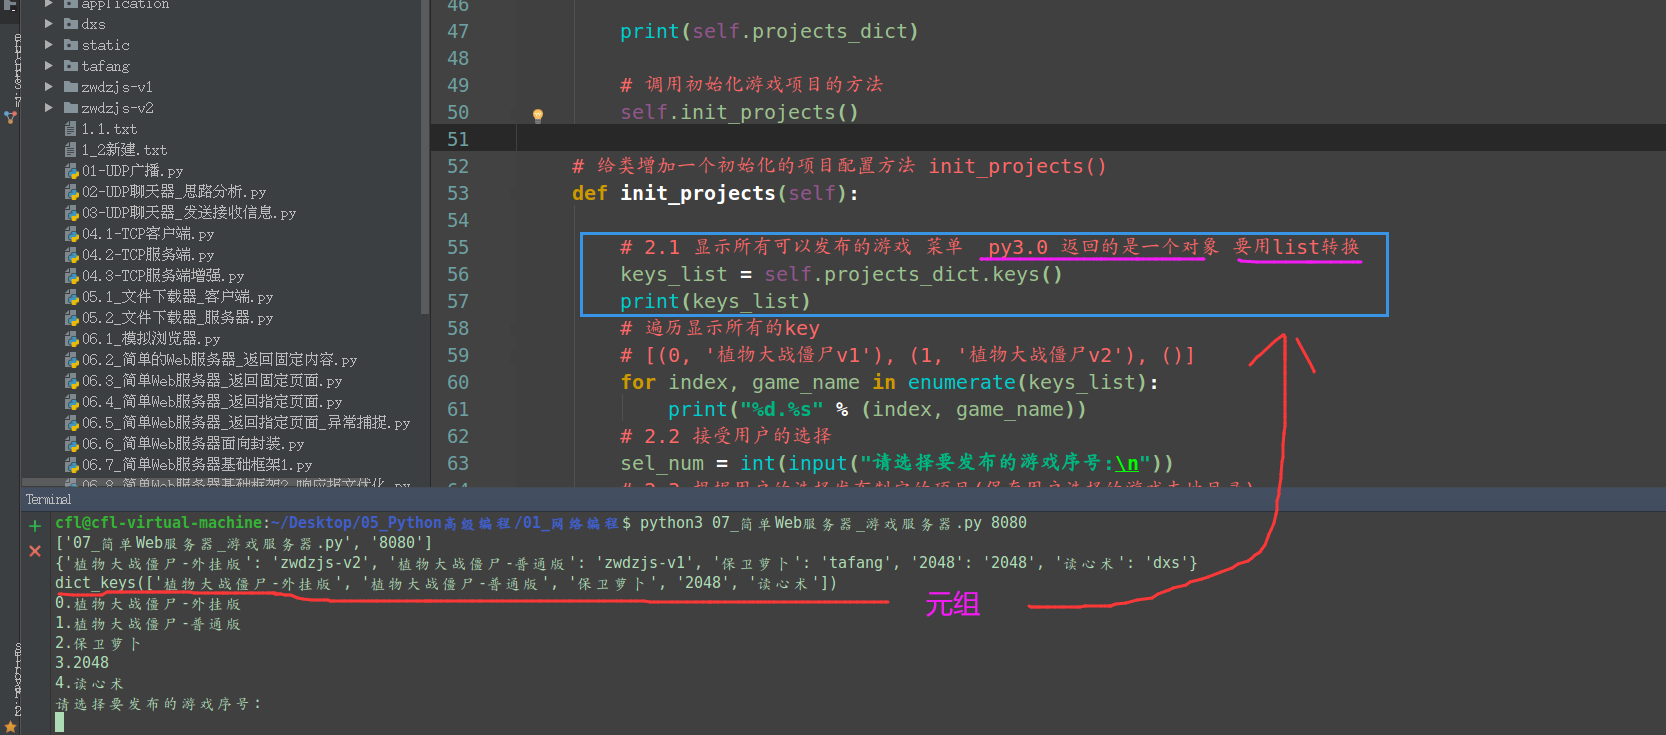 application
dxs
static
tafang
zwdzjs-v1
zwdzjs-v2
1.1.txt
1_2新建.txt
01-UDP广播.py
02-UDP聊天器_思路分析.py
03-UDP聊天器_发送接收信息.py
04.1-TCP客户端.py
04.2-TCP服务端.py
04.3-TCP服务端增强.py
05.1_文件下载器_客户端.py
05.2_文件下载器_服务器.py
06.1_模拟浏览器.py
06.2_简单的Web服务器_返回固定内容.py
06.3_简单Web服务器_返回固定页面.py
06.4_简单Web服务器_返回指定页面.py
06.5_简单Web服务器_返回指定页面_异常捕捉.py
06.6_简单Web服务器面向封装.py
06.7_简单Web服务器基础框架1.py
06.8_简单Web服务器基础框架2_响应报文优化.py
46
47 print(self.projects_dict)
48
49 # 调用初始化游戏项目的方法
50 self.init_projects()
51
52 # 给类增加一个初始化的项目配置方法 init_projects()
53 def init_projects(self):
54
55 # 2.1 显示所有可以发布的游戏 菜单 py3.0 返回的是一个对象 要用list转换
56 keys_list = self.projects_dict.keys()
57 print(keys_list)
58 # 遍历显示所有的key
59 # [(0, '植物大战僵尸v1'), (1, '植物大战僵尸v2'), ()]
60 for index, game_name in enumerate(keys_list):
61 print("%d.%s" % (index, game_name))
62 # 2.2 接受用户的选择
63 sel_num = int(input("请选择要发布的游戏序号:\n"))
Terminal
cfl@cfl-virtual-machine:~/Desktop/05_Python高级编程/01_网络编程$ python3 07_简单Web服务器_游戏服务器.py 8080
['07_简单Web服务器_游戏服务器.py', '8080']
{'植物大战僵尸-外挂版': 'zwdzjs-v2', '植物大战僵尸-普通版': 'zwdzjs-v1', '保卫萝卜': 'tafang', '2048': '2048', '读心术': 'dxs'}
dict_keys(['植物大战僵尸-外挂版', '植物大战僵尸-普通版', '保卫萝卜', '2048', '读心术'])
元组
0.植物大战僵尸-外挂版
1.植物大战僵尸-普通版
2.保卫萝卜
3.2048
4.读心术
请选择要发布的游戏序号: